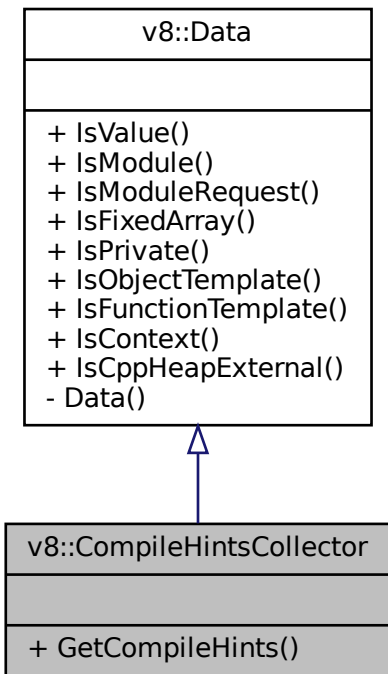 v8::Data
+ IsValue()
+ IsModule()
+ IsModuleRequest()
+ IsFixedArray()
+ IsPrivate()
+ IsObjectTemplate()
+ IsFunctionTemplate()
+ IsContext()
+ IsCppHeapExternal()
- Data()
v8::CompileHintsCollector
+ GetCompileHints()